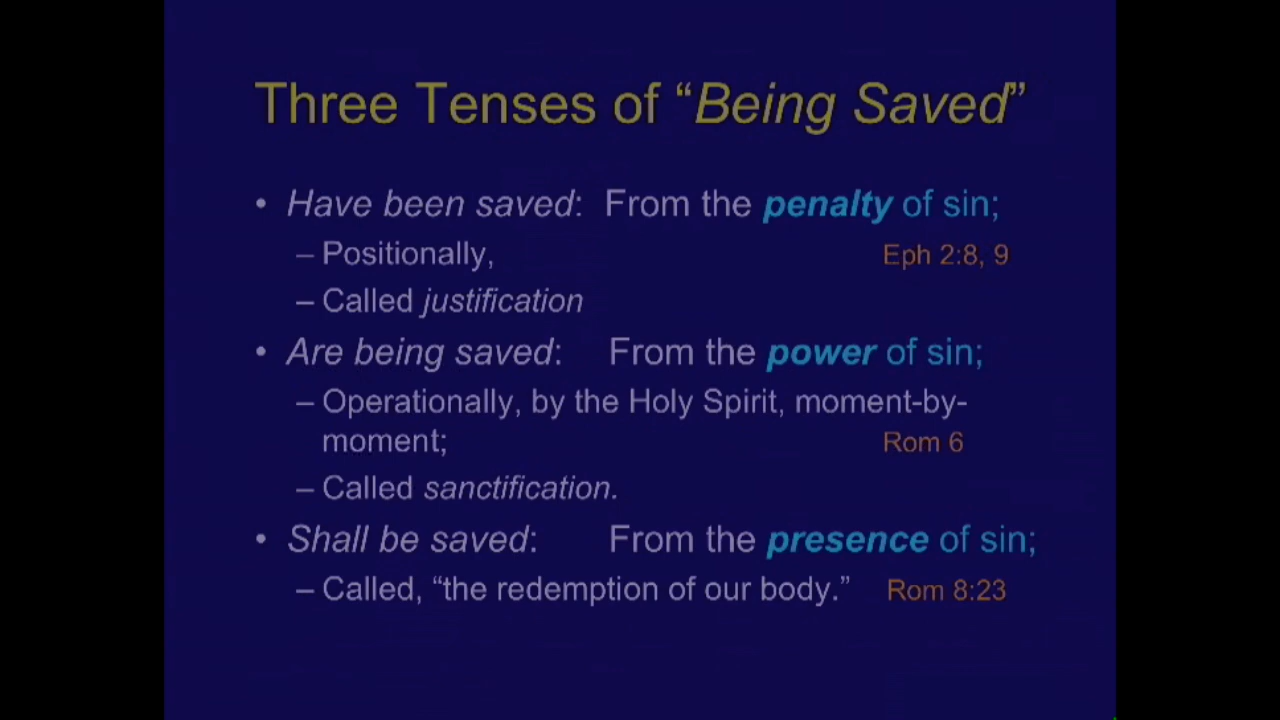 Three Tenses of “Being Saved”
• Have been saved: From the penalty of sin;
– Positionally, Eph 2:8, 9
– Called justification
• Are being saved: From the power of sin;
– Operationally, by the Holy Spirit, moment-by-
moment; Rom 6
– Called sanctification.
• Shall be saved: From the presence of sin;
– Called, “the redemption of our body.” Rom 8:23